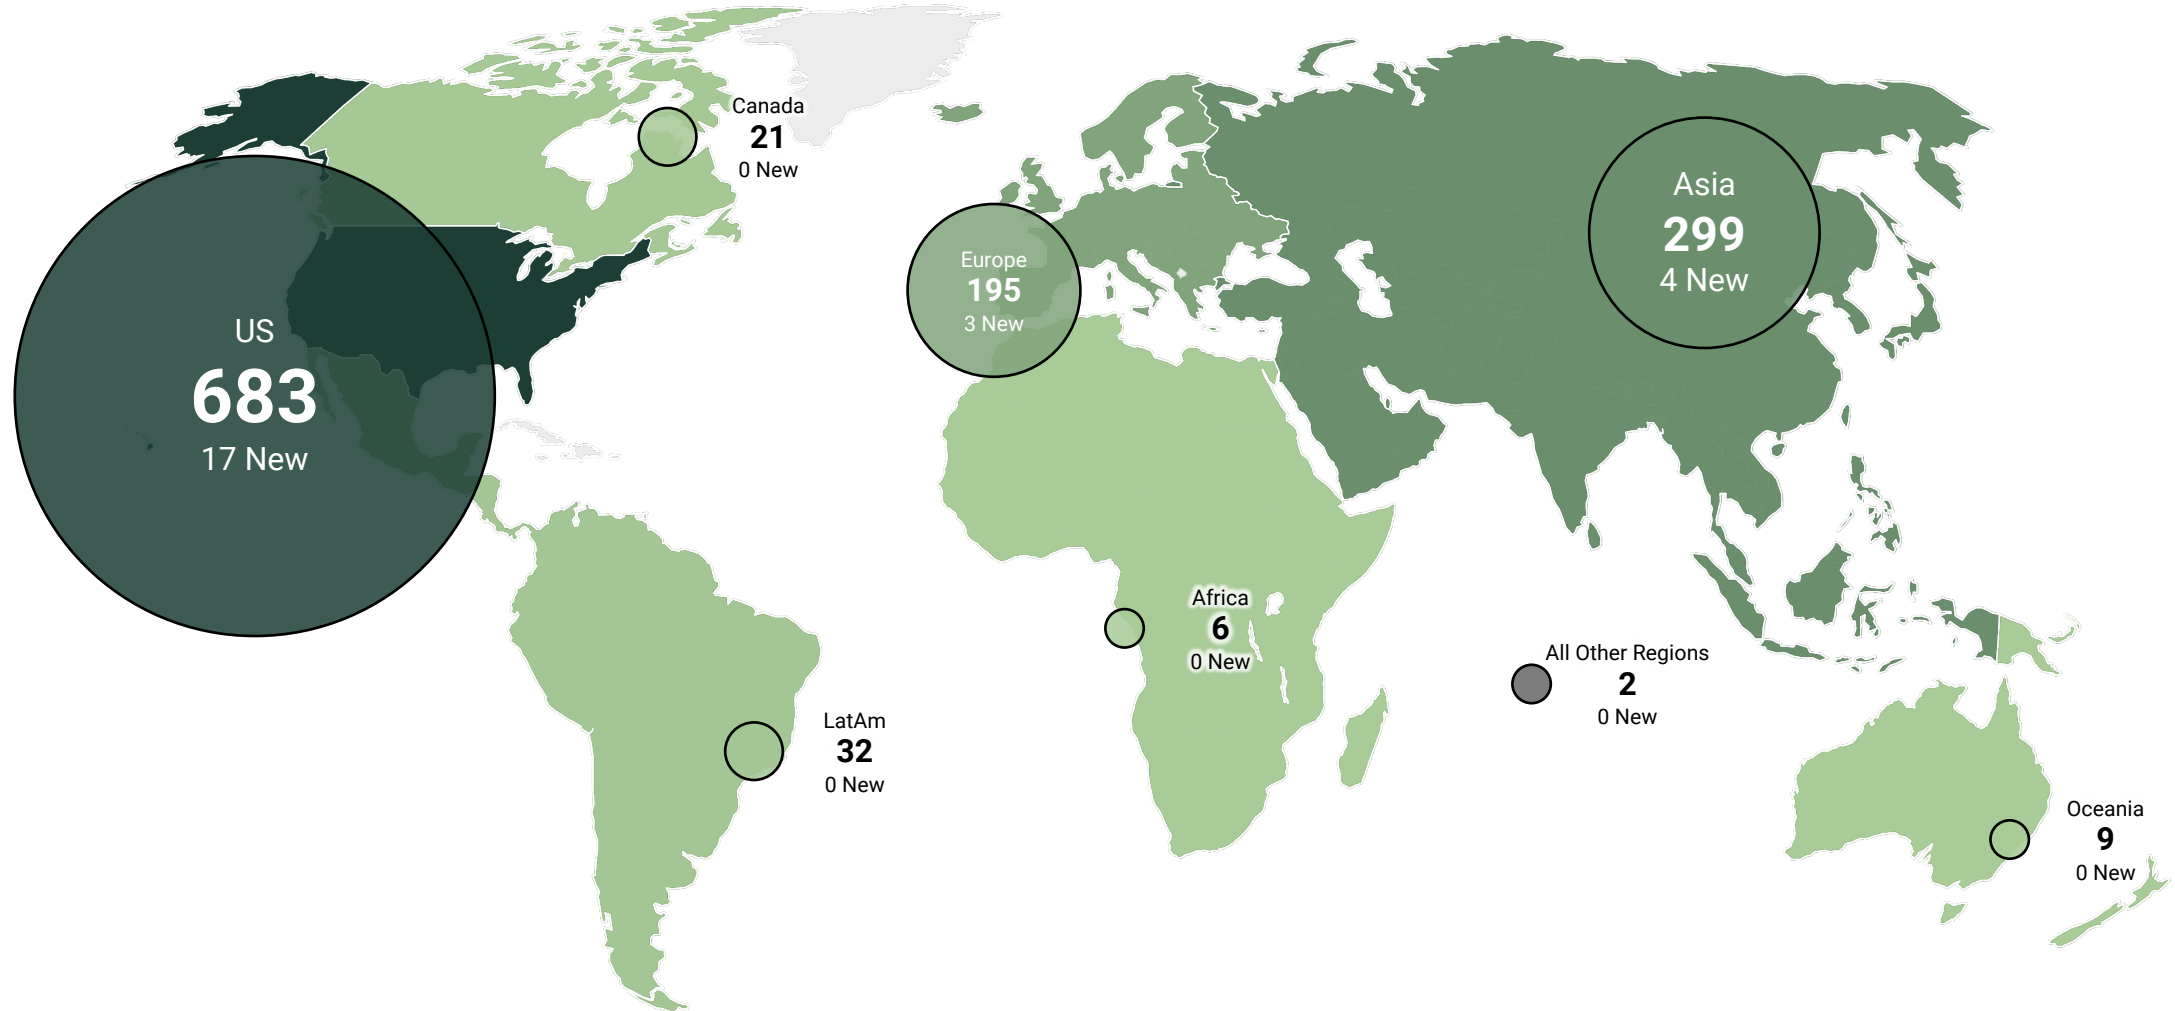 Canada
21
0 New
Asia
299
4 New
Europe
195
3 New
US
683
17 New
Africa
6
0 New
All Other Regions
2
0 New
LatAm
32
0 New
Oceania
9
0 New